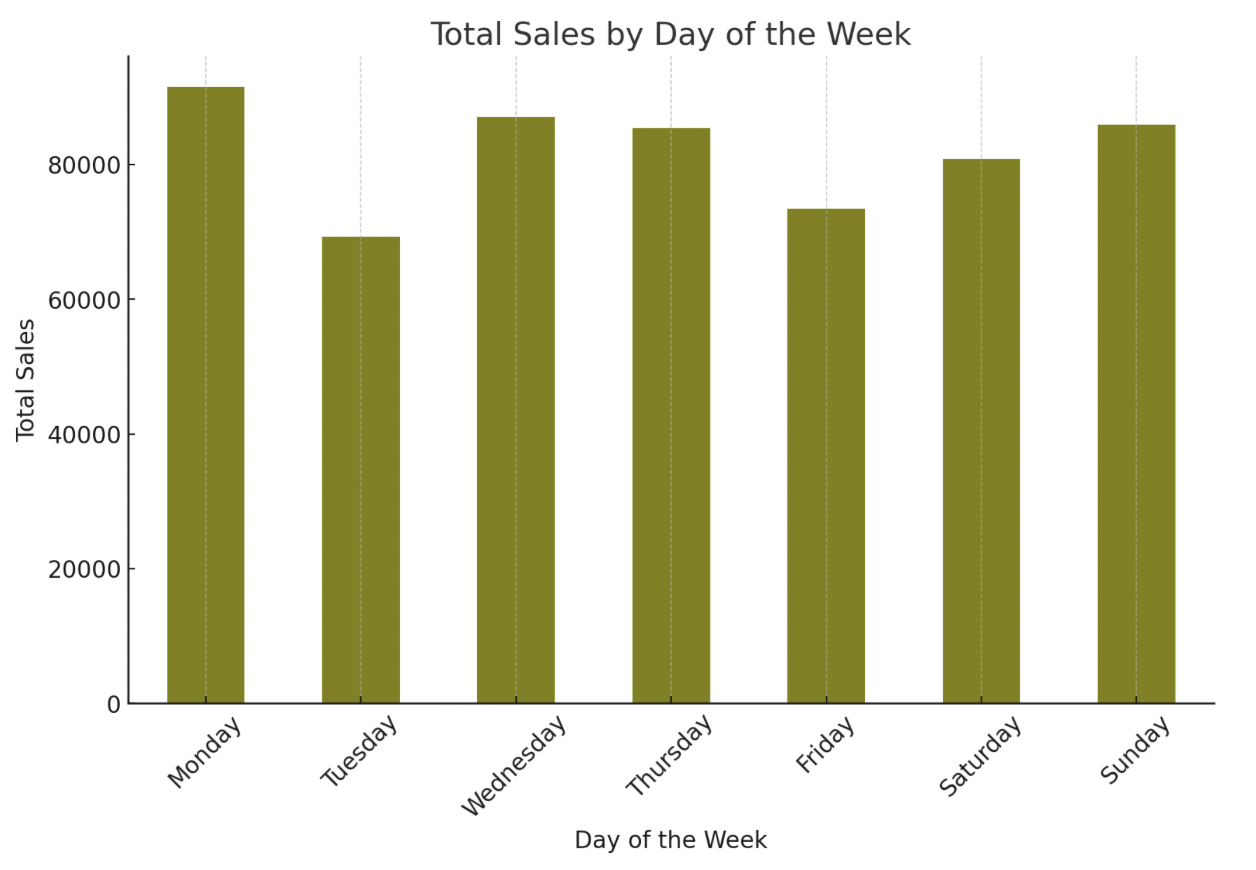 Total Sales by Day of the Week
Total Sales
80000
60000
40000
20000
0
Monday
Tuesday
Wednesday
Thursday
Friday
Saturday
Sunday
Day of the Week